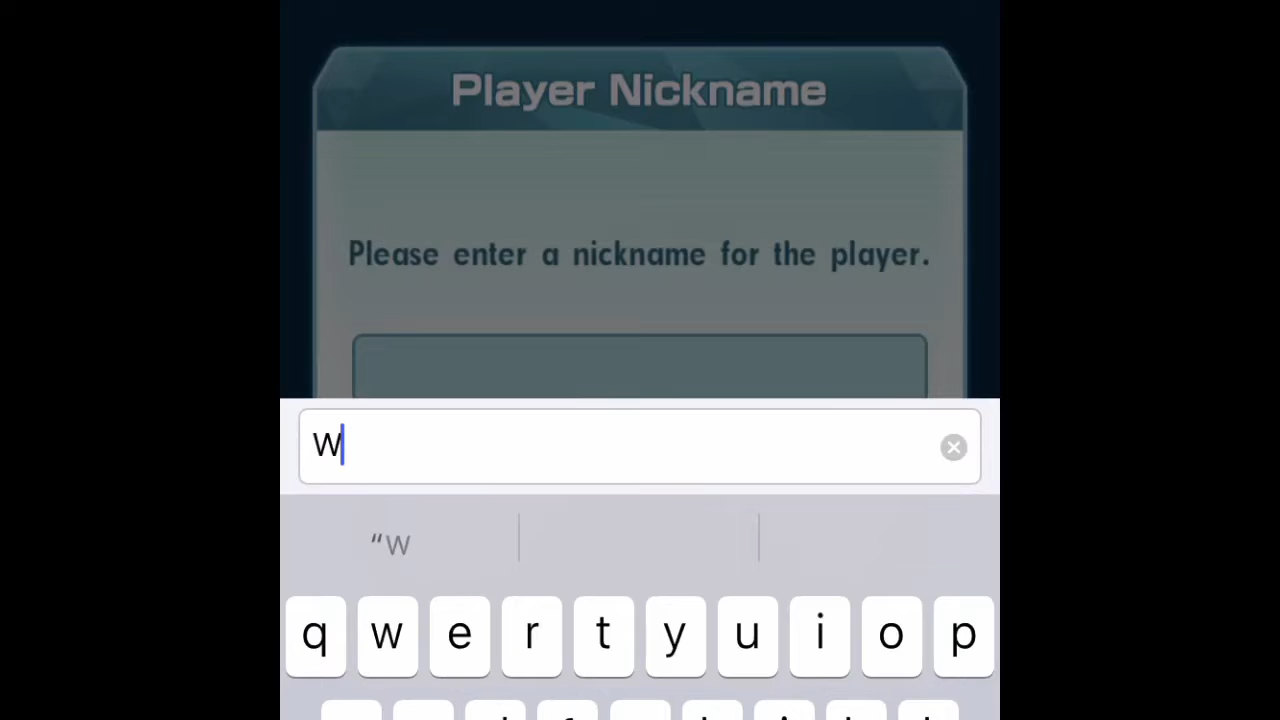 Player Nickname
Please enter a nickname for the player.
W
“W
q w e r t y u i o p